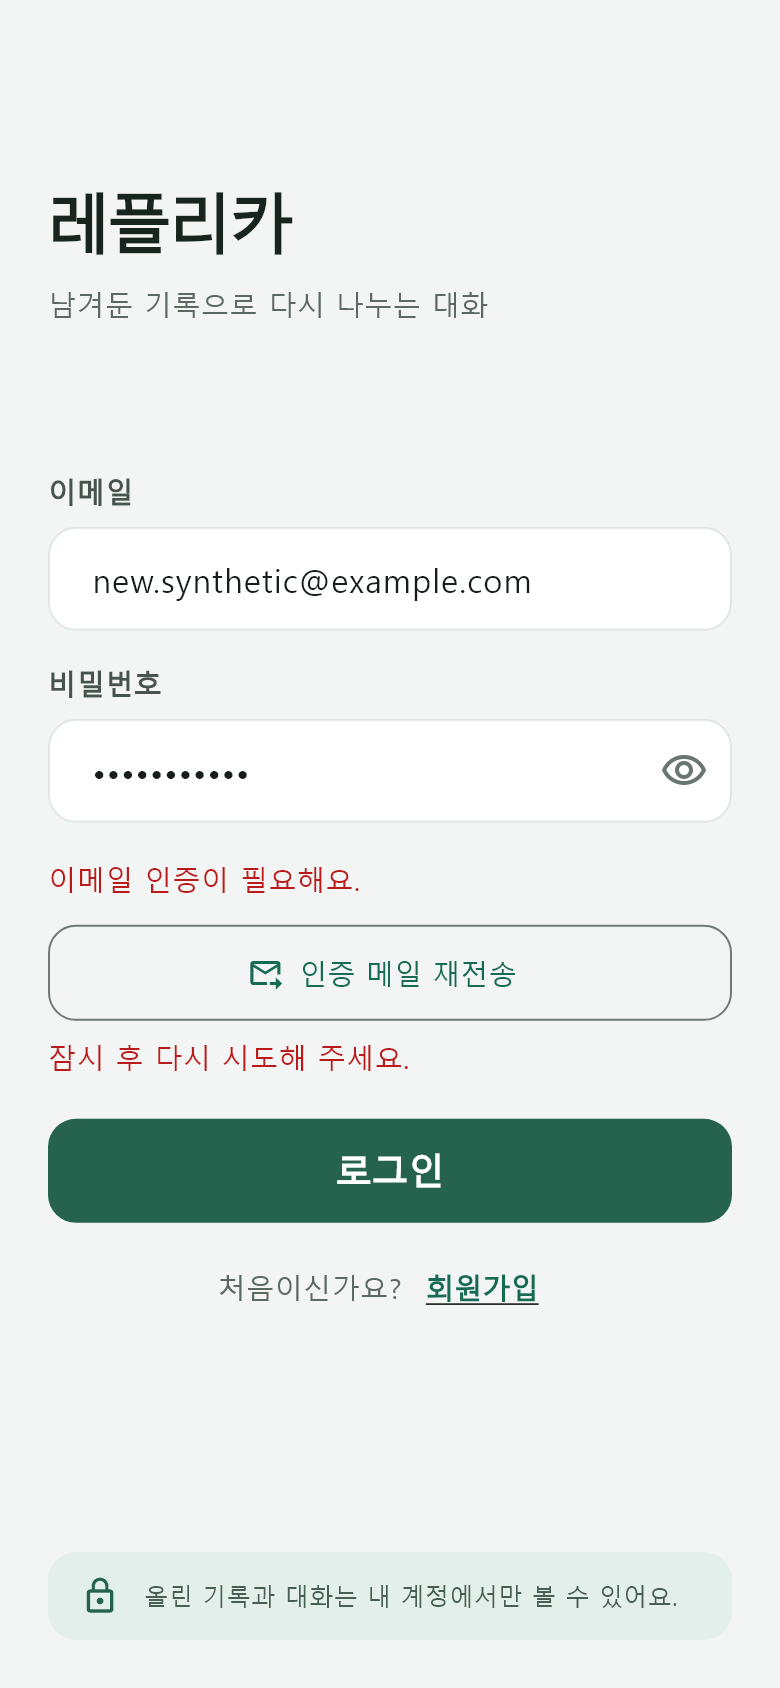 레플리카
남겨둔 기록으로 다시 나누는 대화
이메일
new.synthetic@example.com
비밀번호
•••••••••••
이메일 인증이 필요해요.
인증 메일 재전송
잠시 후 다시 시도해 주세요.
로그인
처음이신가요? 회원가입
올린 기록과 대화는 내 계정에서만 볼 수 있어요.